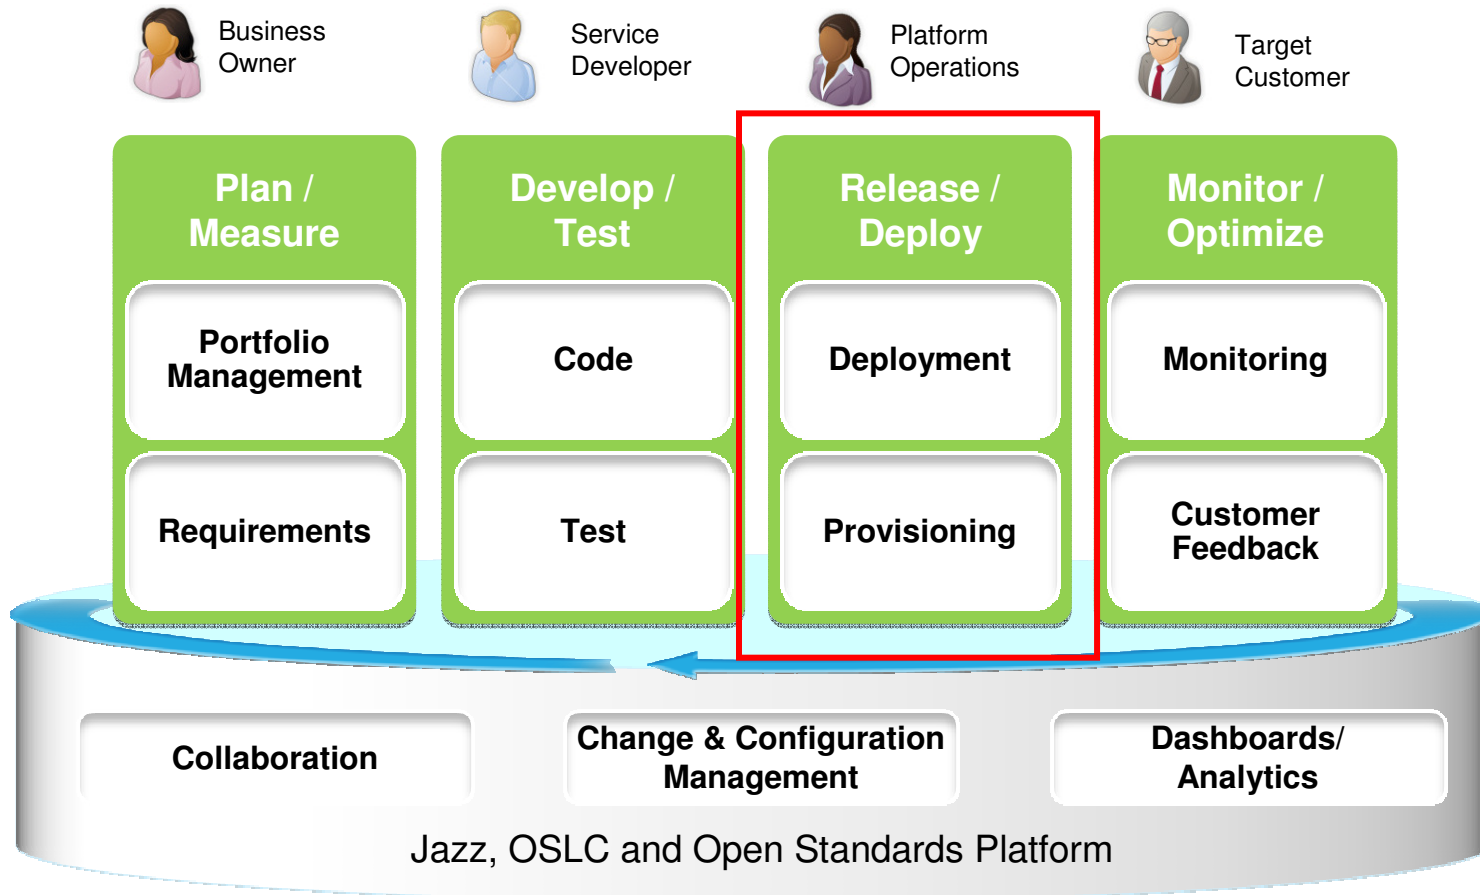 Business
Owner
Service
Developer
Platform
Operations
Target
Customer
Plan /
Measure
Develop /
Test
Release /
Deploy
Monitor /
Optimize
Portfolio
Management
Code
Deployment
Monitoring
Requirements
Test
Provisioning
Customer
Feedback
Collaboration
Change & Configuration
Management
Dashboards/
Analytics
Jazz, OSLC and Open Standards Platform